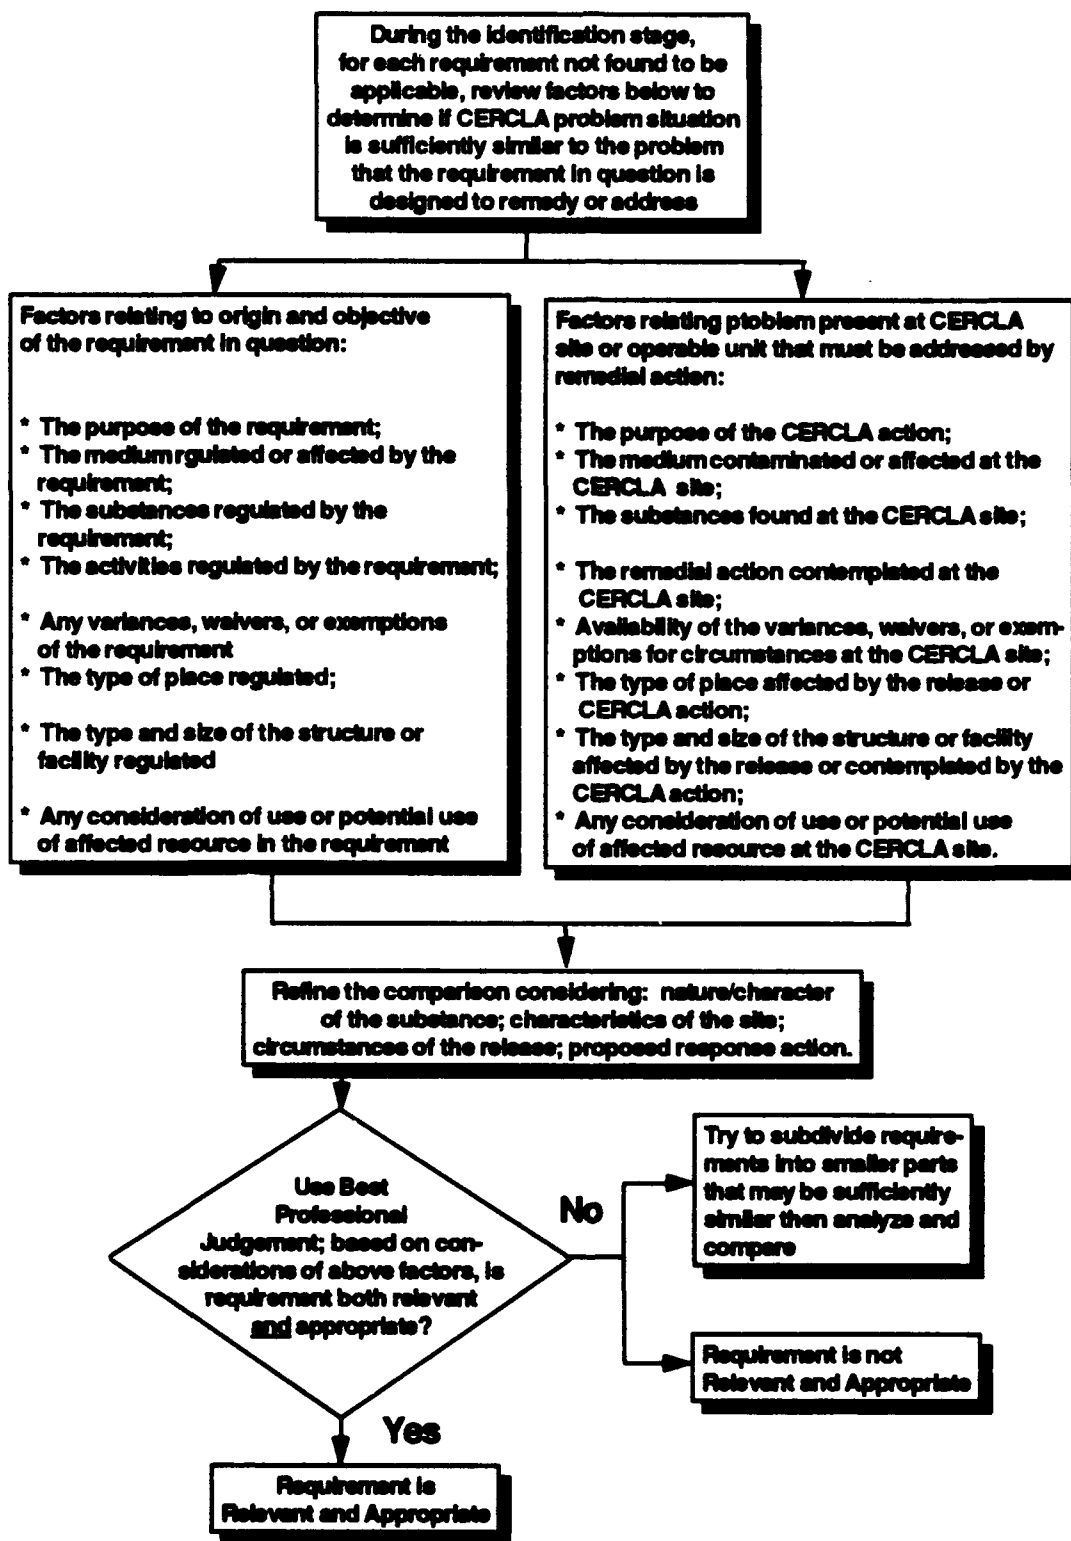 During the identification stage,
for each requirement not found to be
applicable, review factors below to
determine if CERCLA problem situation
is sufficiently similar to the problem
that the requirement in question is
designed to remedy or address
Factors relating to origin and objective
of the requirement in question:
* The purpose of the requirement;
* The medium rgulated or affected by the
requirement;
* The substances regulated by the
requirement;
* The activities regulated by the requirement;
* Any variances, waivers, or exemptions
of the requirement
* The type of place regulated;
* The type and size of the structure or
facility regulated
* Any consideration of use or potential use
of affected resource in the requirement
Factors relating ptoblem present at CERCLA
site or operable unit that must be addressed by
remedial action:
* The purpose of the CERCLA action;
* The medium contaminated or affected at the
CERCLA site;
* The substances found at the CERCLA site;
* The remedial action contemplated at the
CERCLA site;
* Availability of the variances, waivers, or exem-
ptions for circumstances at the CERCLA site;
* The type of place affected by the release or
CERCLA action;
* The type and size of the structure or facility
affected by the release or contemplated by the
CERCLA action;
* Any consideration of use or potential use
of affected resource at the CERCLA site.
Refine the comparison considering: nature/character
of the substance; characteristics of the site;
circumstances of the release; proposed response action.
Use Best
Professional
Judgement; based on con-
siderations of above factors, is
requirement both relevant
and appropriate?
No
Try to subdivide require-
ments into smaller parts
that may be sufficiently
similar then analyze and
compare
Requirement is not
Relevant and Appropriate
Yes
Requirement is
Relevant and Appropriate